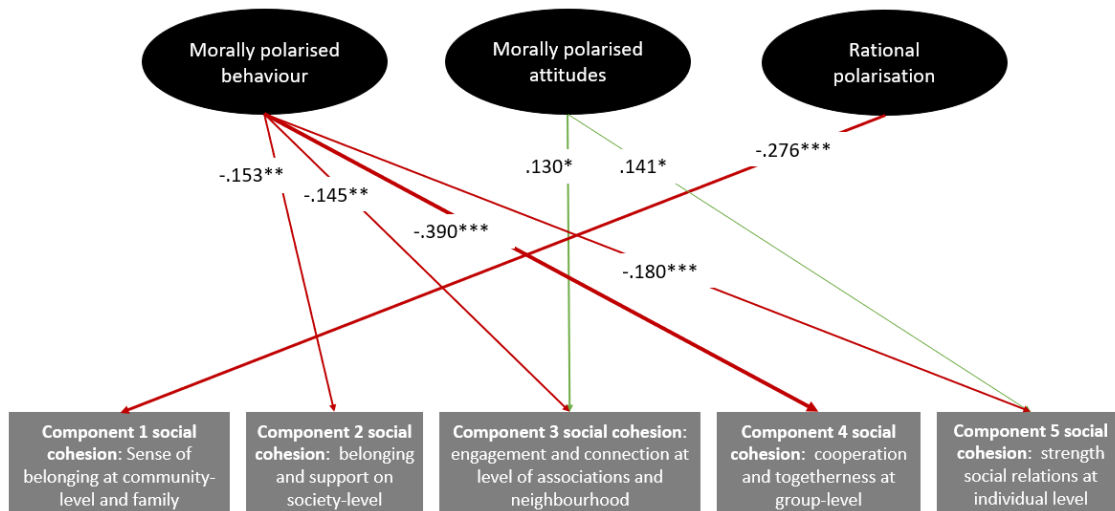 Morally polarised
behaviour
Morally polarised
attitudes
Rational
polarisation
-.153**
-.145**
-.390***
.130*
.141*
-.276***
-.180***
Component 1 social
cohesion: Sense of
belonging at community-
level and family
Component 2 social
cohesion: belonging
and support on
society-level
Component 3 social cohesion:
engagement and connection at
level of associations and
neighbourhood
Component 4 social
cohesion: cooperation
and togetherness at
group-level
Component 5 social
cohesion: strength
social relations at
individual level